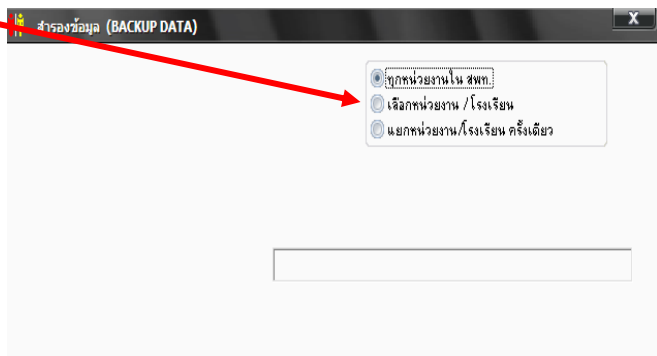 สำรองข้อมูล (BACKUP DATA)
X
ทุกหน่วยงานใน สพท.
เลือกหน่วยงาน / โรงเรียน
แยกหน่วยงาน/โรงเรียน ครั้งเดียว